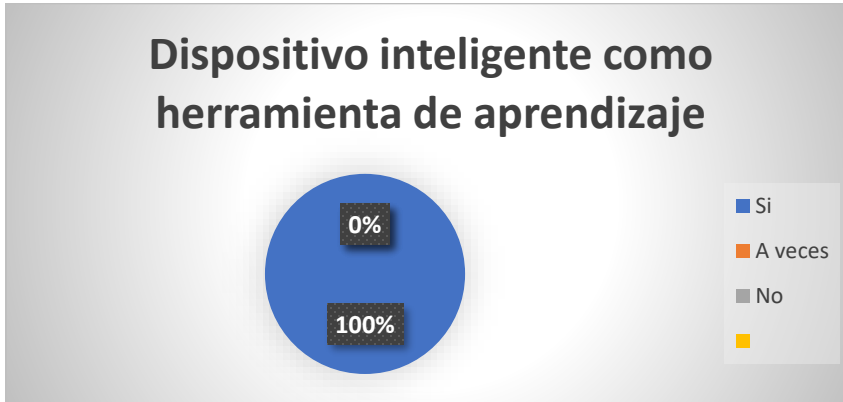 Dispositivo inteligente como
herramienta de aprendizaje
0%
100%
Si
A veces
No